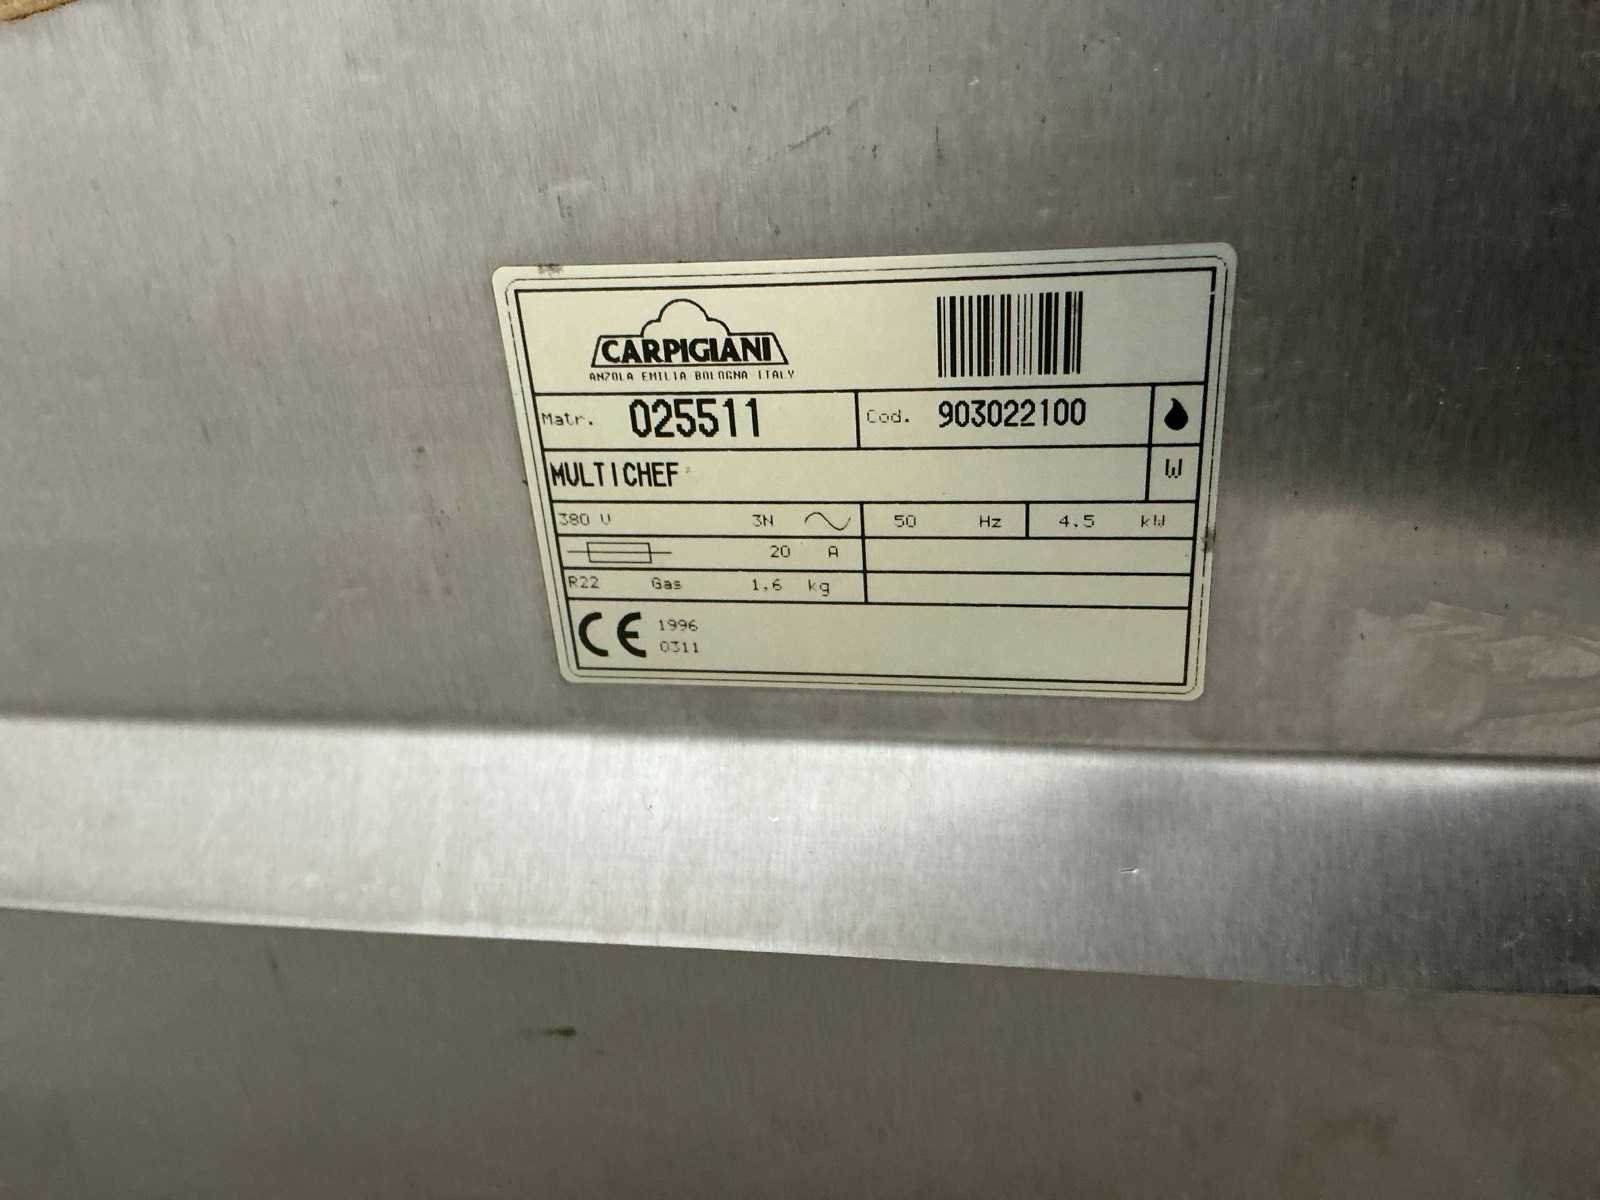 CARPIGIANI
ANZOLA EMILIA BOLOGNA ITALY
Matr. 025511 Cod. 903022100
MULTICHEF W
380 V 3N 50 Hz 4.5 kW
20 A
R22 Gas 1,6 kg
CE 1996
0311